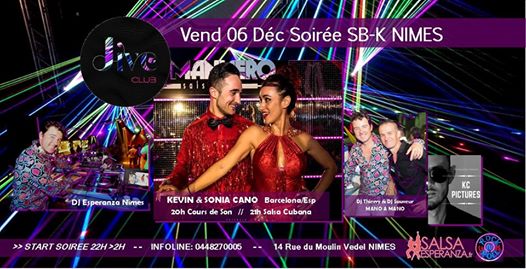 Vend 06 Déc Soirée SB-K NIMES
Jive
CLUB
DJ Esperanza Nimes
KEVIN & SONIA CANO Barcelona/Esp
20h Cours de Son // 21h Salsa Cubana
DJ Thierry & DJ Sauveur
MANO A MANO
KC
PICTURES
>> START SOIREE 22H >2H -- INFOLINE: 0448270005 -- 14 Rue du Moulin Vedel NIMES
SALSA
ESPERANZA.fr